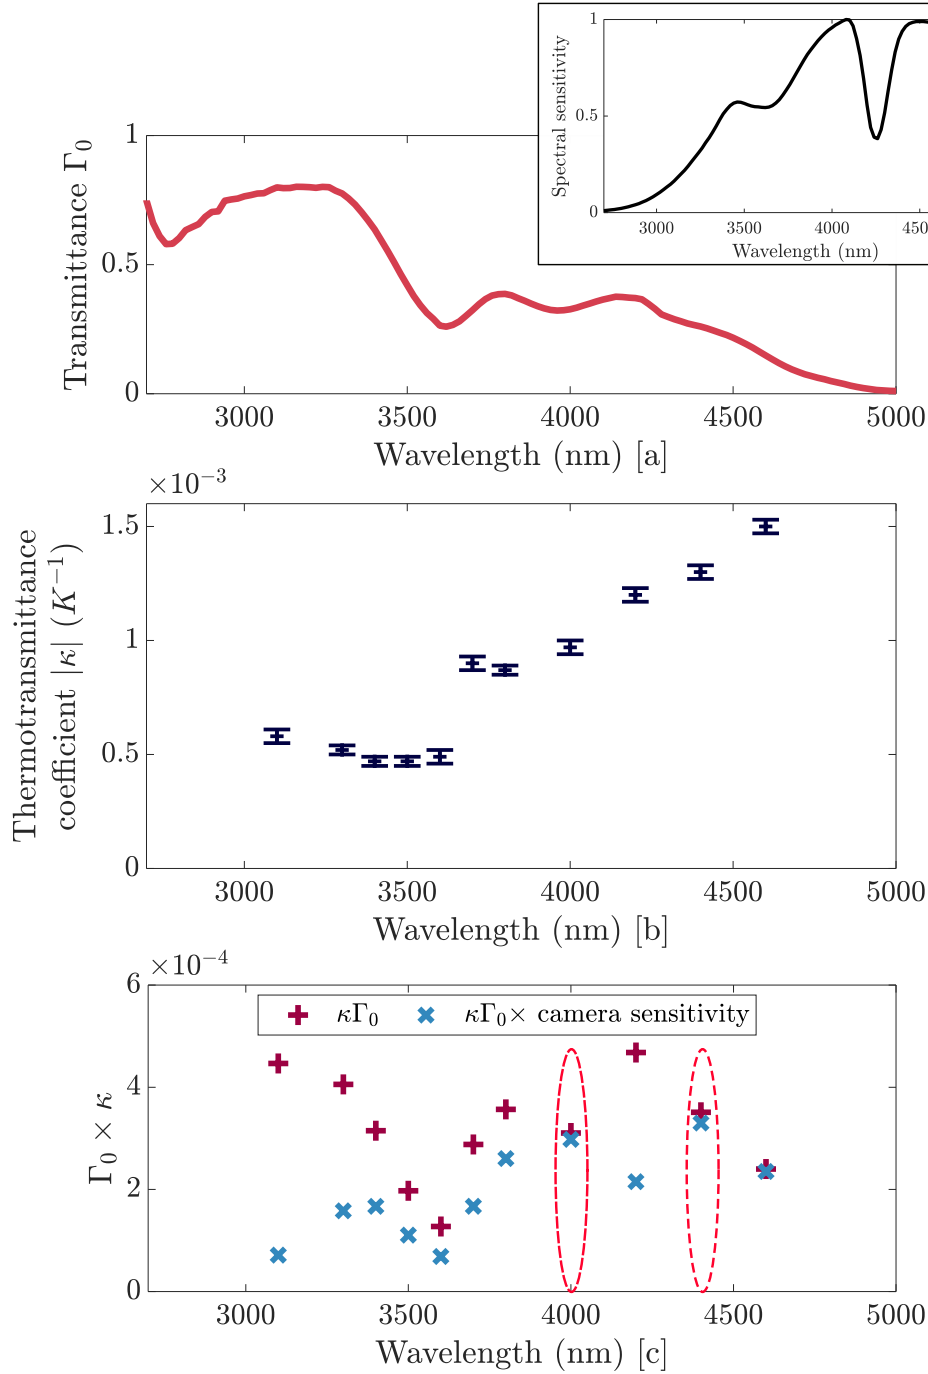 1
0.5
0
Spectral sensitivity
3000 3500 4000 450
Wavelength (nm)
1
0.5
0
Transmittance Γ₀
3000 3500 4000 4500 5000
Wavelength (nm) [a]
×10⁻³
1.5
1
0.5
0
Thermotransmittance
coefficient |κ| (K⁻¹)
3000 3500 4000 4500 5000
Wavelength (nm) [b]
×10⁻⁴
6
4
2
0
Γ₀ × κ
κΓ₀ κΓ₀× camera sensitivity
3000 3500 4000 4500 5000
Wavelength (nm) [c]